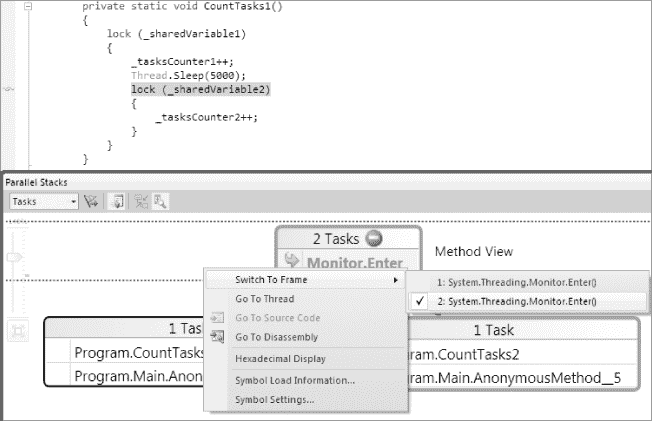 private static void CountTasks1()
{
lock (_sharedVariable1)
{
_tasksCounter1++;
Thread.Sleep(5000);
lock (_sharedVariable2)
{
_tasksCounter2++;
}
}
}
Parallel Stacks
Tasks
2 Tasks
Method View
Monitor.Enter
Switch To Frame
1: System.Threading.Monitor.Enter()
2: System.Threading.Monitor.Enter()
Go To Thread
Go To Source Code
Go To Disassembly
Hexadecimal Display
Symbol Load Information...
Symbol Settings...
1 Tas
Program.CountTasks
Program.Main.Anon
1 Task
ram.CountTasks2
ram.Main.AnonymousMethod__5